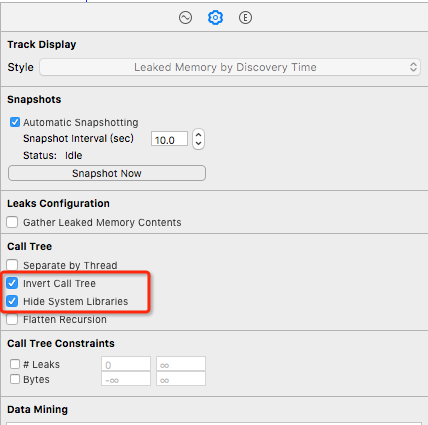 E
Track Display
Style Leaked Memory by Discovery Time
Snapshots
Automatic Snapshotting
Snapshot Interval (sec) 10.0
Status: Idle
Snapshot Now
Leaks Configuration
Gather Leaked Memory Contents
Call Tree
Separate by Thread
Invert Call Tree
Hide System Libraries
Flatten Recursion
Call Tree Constraints
# Leaks 0 ∞
Bytes -∞ ∞
Data Mining